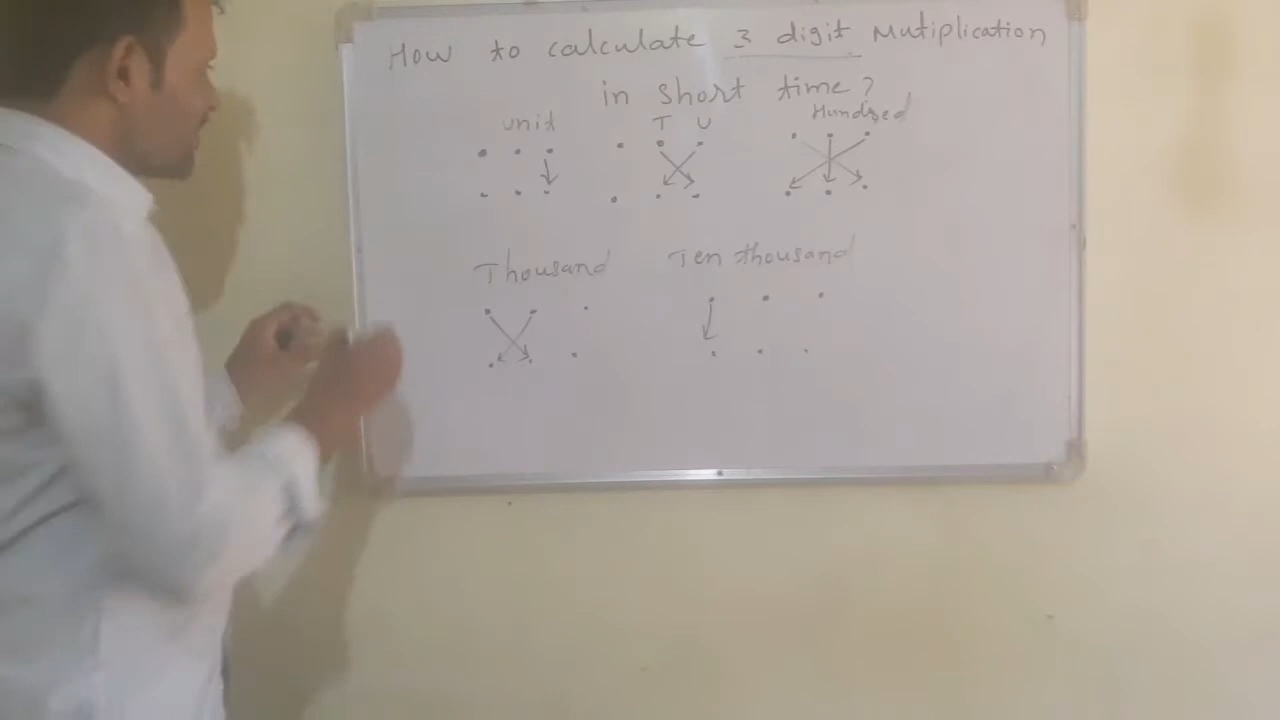 How to calculate 3 digit Mutiplication
in short time?
unit T U Hundred
Thousand Ten thousand